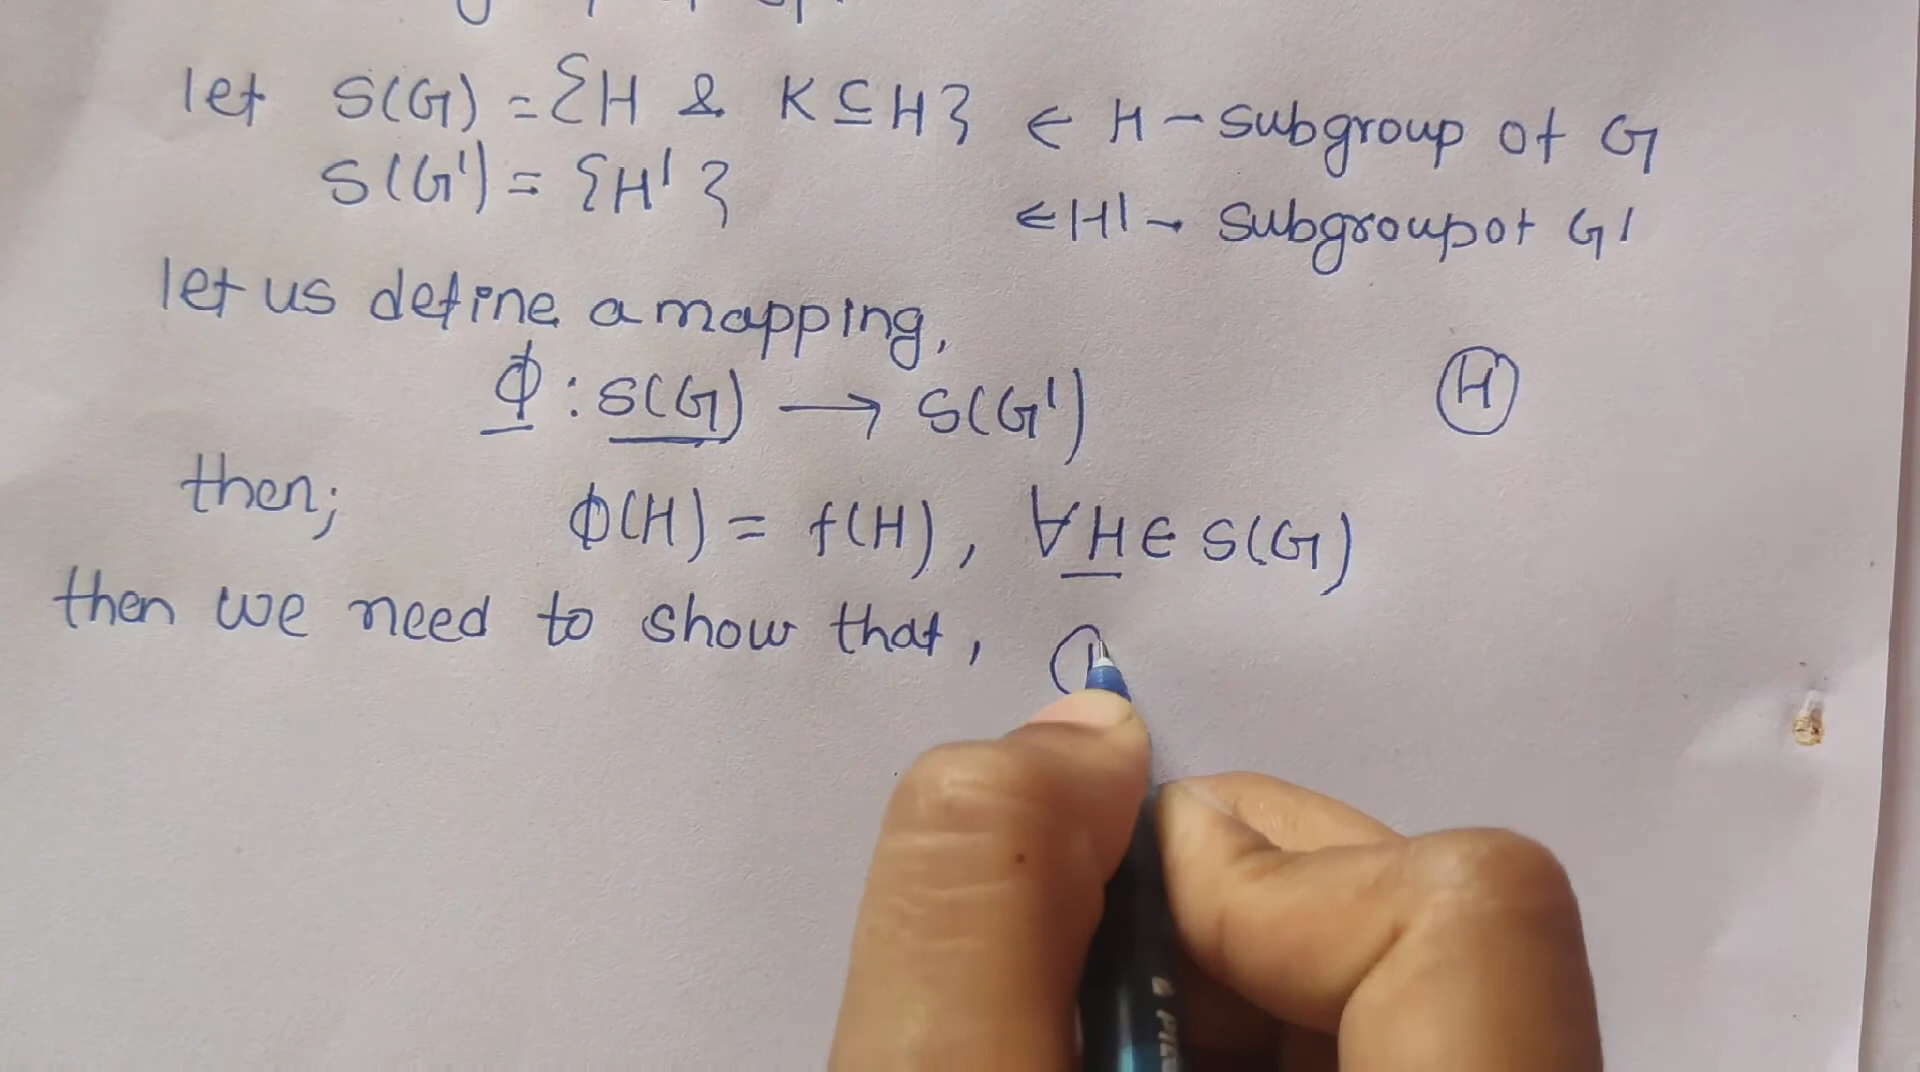 let S(G) = {H & K ⊆ H} ∈ H - subgroup of G
S(G') = {H' } ∈ H' - subgroup of G'
let us define a mapping,
Φ : S(G) → S(G')
H
then; ϕ(H) = f(H), ∀ H ∈ S(G)
then we need to show that,